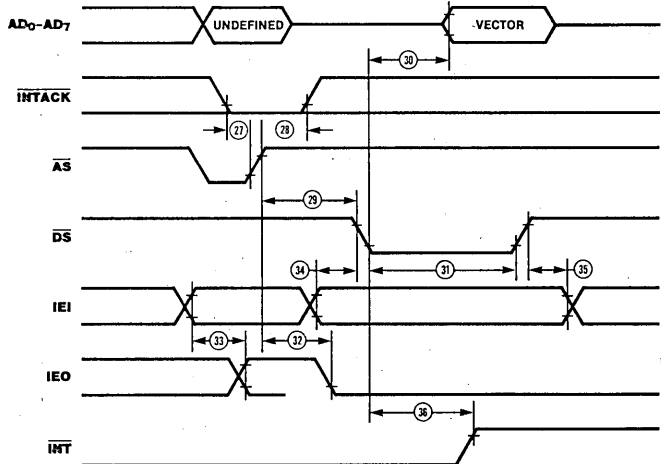 AD₀-AD₇ UNDEFINED VECTOR
30
INTACK
27 28
AS
29
DS
34 31 35
IEI
33 32
IEO
36
INT